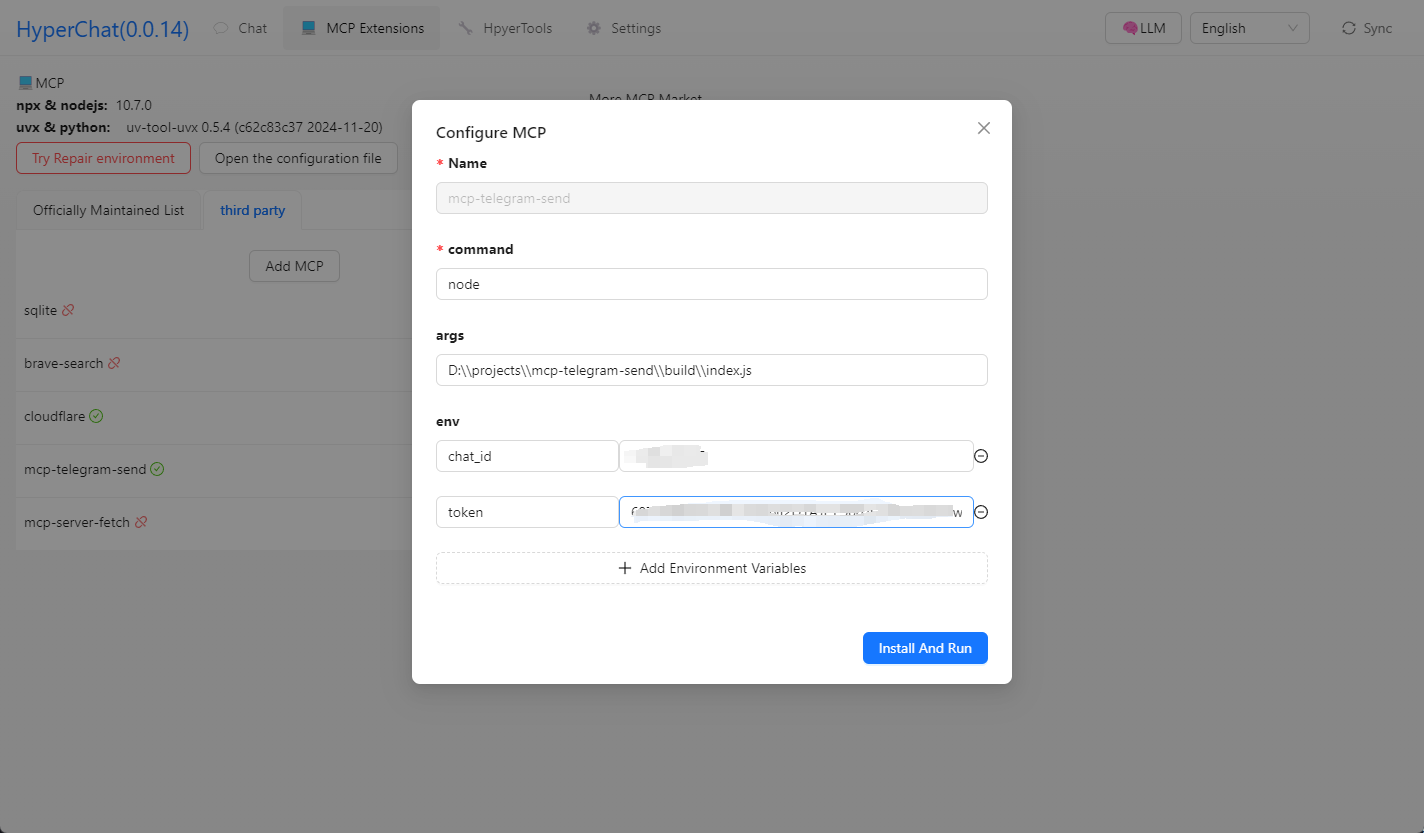 HyperChat(0.0.14) Chat MCP Extensions HpyerTools Settings LLM English Sync
MCP
npx & nodejs: 10.7.0
More MCP Market
uvx & python: uv-tool-uvx 0.5.4 (c62c83c37 2024-11-20)
Try Repair environment Open the configuration file
Officially Maintained List third party
Add MCP
sqlite
brave-search
cloudflare
mcp-telegram-send
mcp-server-fetch
Configure MCP
* Name
mcp-telegram-send
* command
node
args
D:\\projects\\mcp-telegram-send\\build\\index.js
env
chat_id
token
+ Add Environment Variables
Install And Run